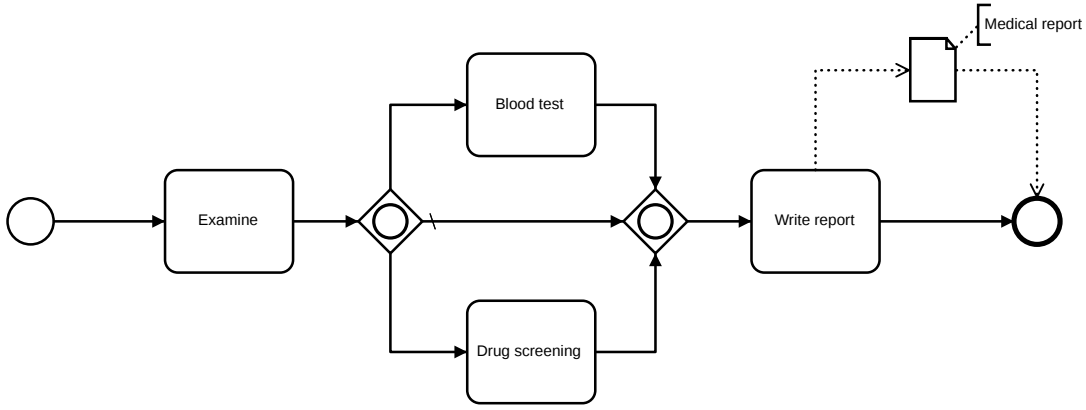 Medical report
Blood test
Examine
Write report
Drug screening